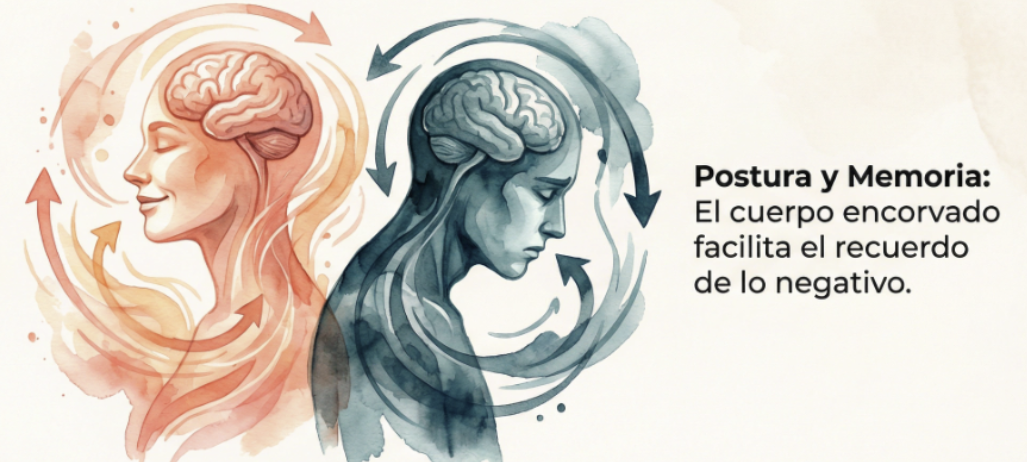 Postura y Memoria:
El cuerpo encorvado
facilita el recuerdo
de lo negativo.